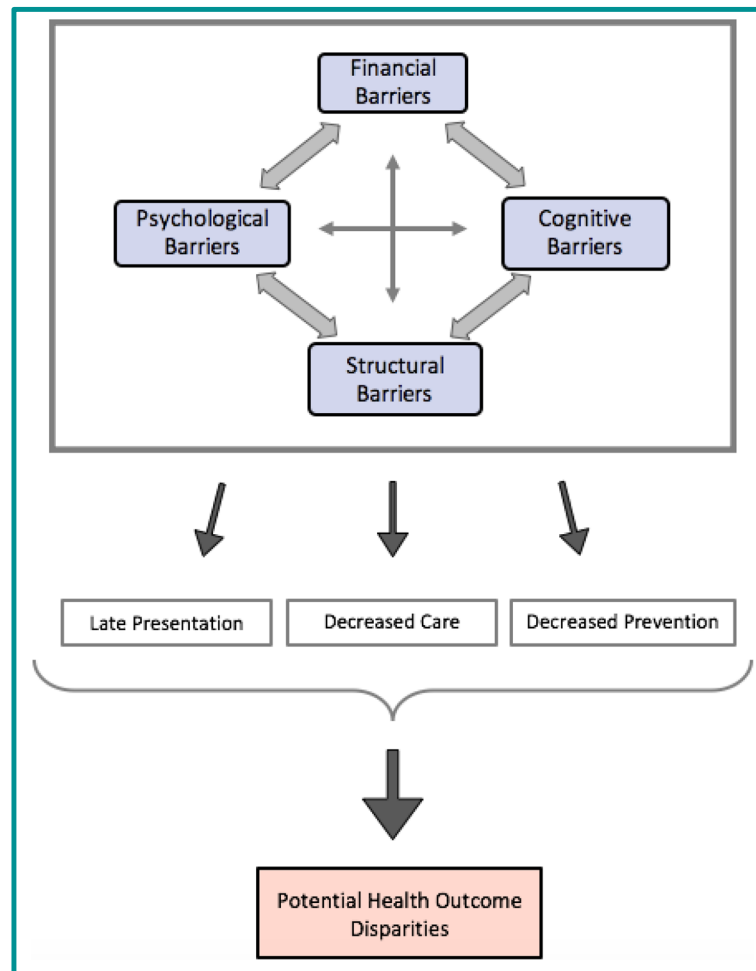 Financial
Barriers
Psychological
Barriers
Cognitive
Barriers
Structural
Barriers
Late Presentation
Decreased Care
Decreased Prevention
Potential Health Outcome
Disparities